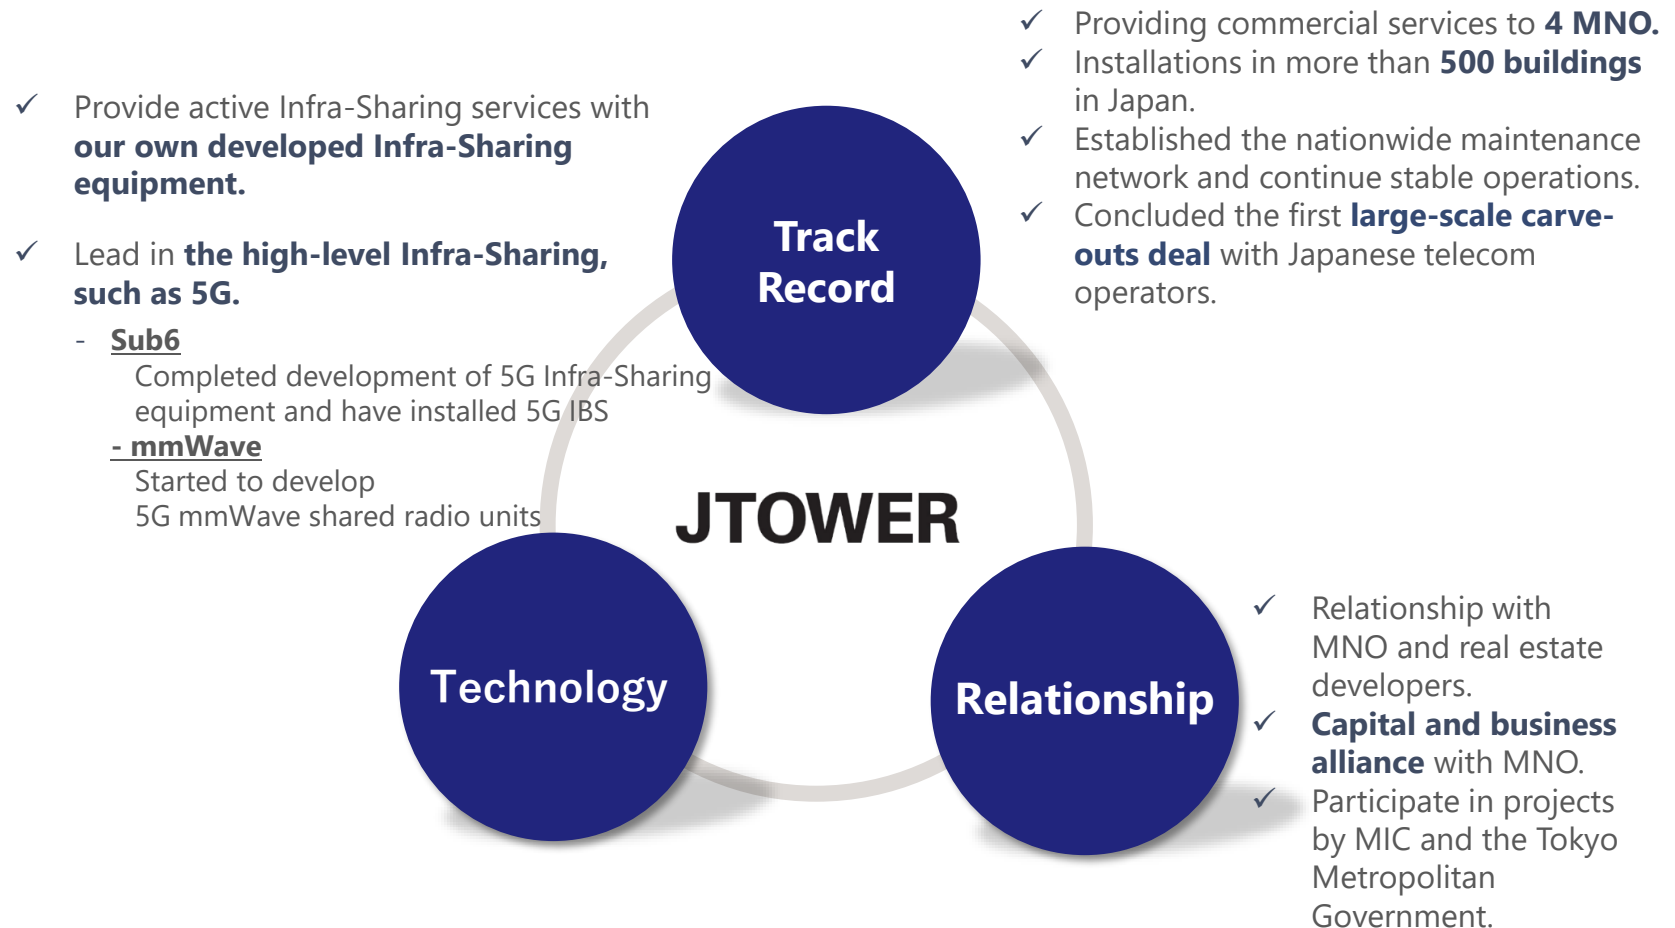 ✓ Provide active Infra-Sharing services with
our own developed Infra-Sharing
equipment.
✓ Lead in the high-level Infra-Sharing,
such as 5G.
- Sub6
Completed development of 5G Infra-Sharing
equipment and have installed 5G IBS
- mmWave
Started to develop
5G mmWave shared radio units
Track
Record
✓ Providing commercial services to 4 MNO.
✓ Installations in more than 500 buildings
in Japan.
✓ Established the nationwide maintenance
network and continue stable operations.
✓ Concluded the first large-scale carve-
outs deal with Japanese telecom
operators.
JTOWER
Technology
Relationship
✓ Relationship with
MNO and real estate
developers.
✓ Capital and business
alliance with MNO.
✓ Participate in projects
by MIC and the Tokyo
Metropolitan
Government.